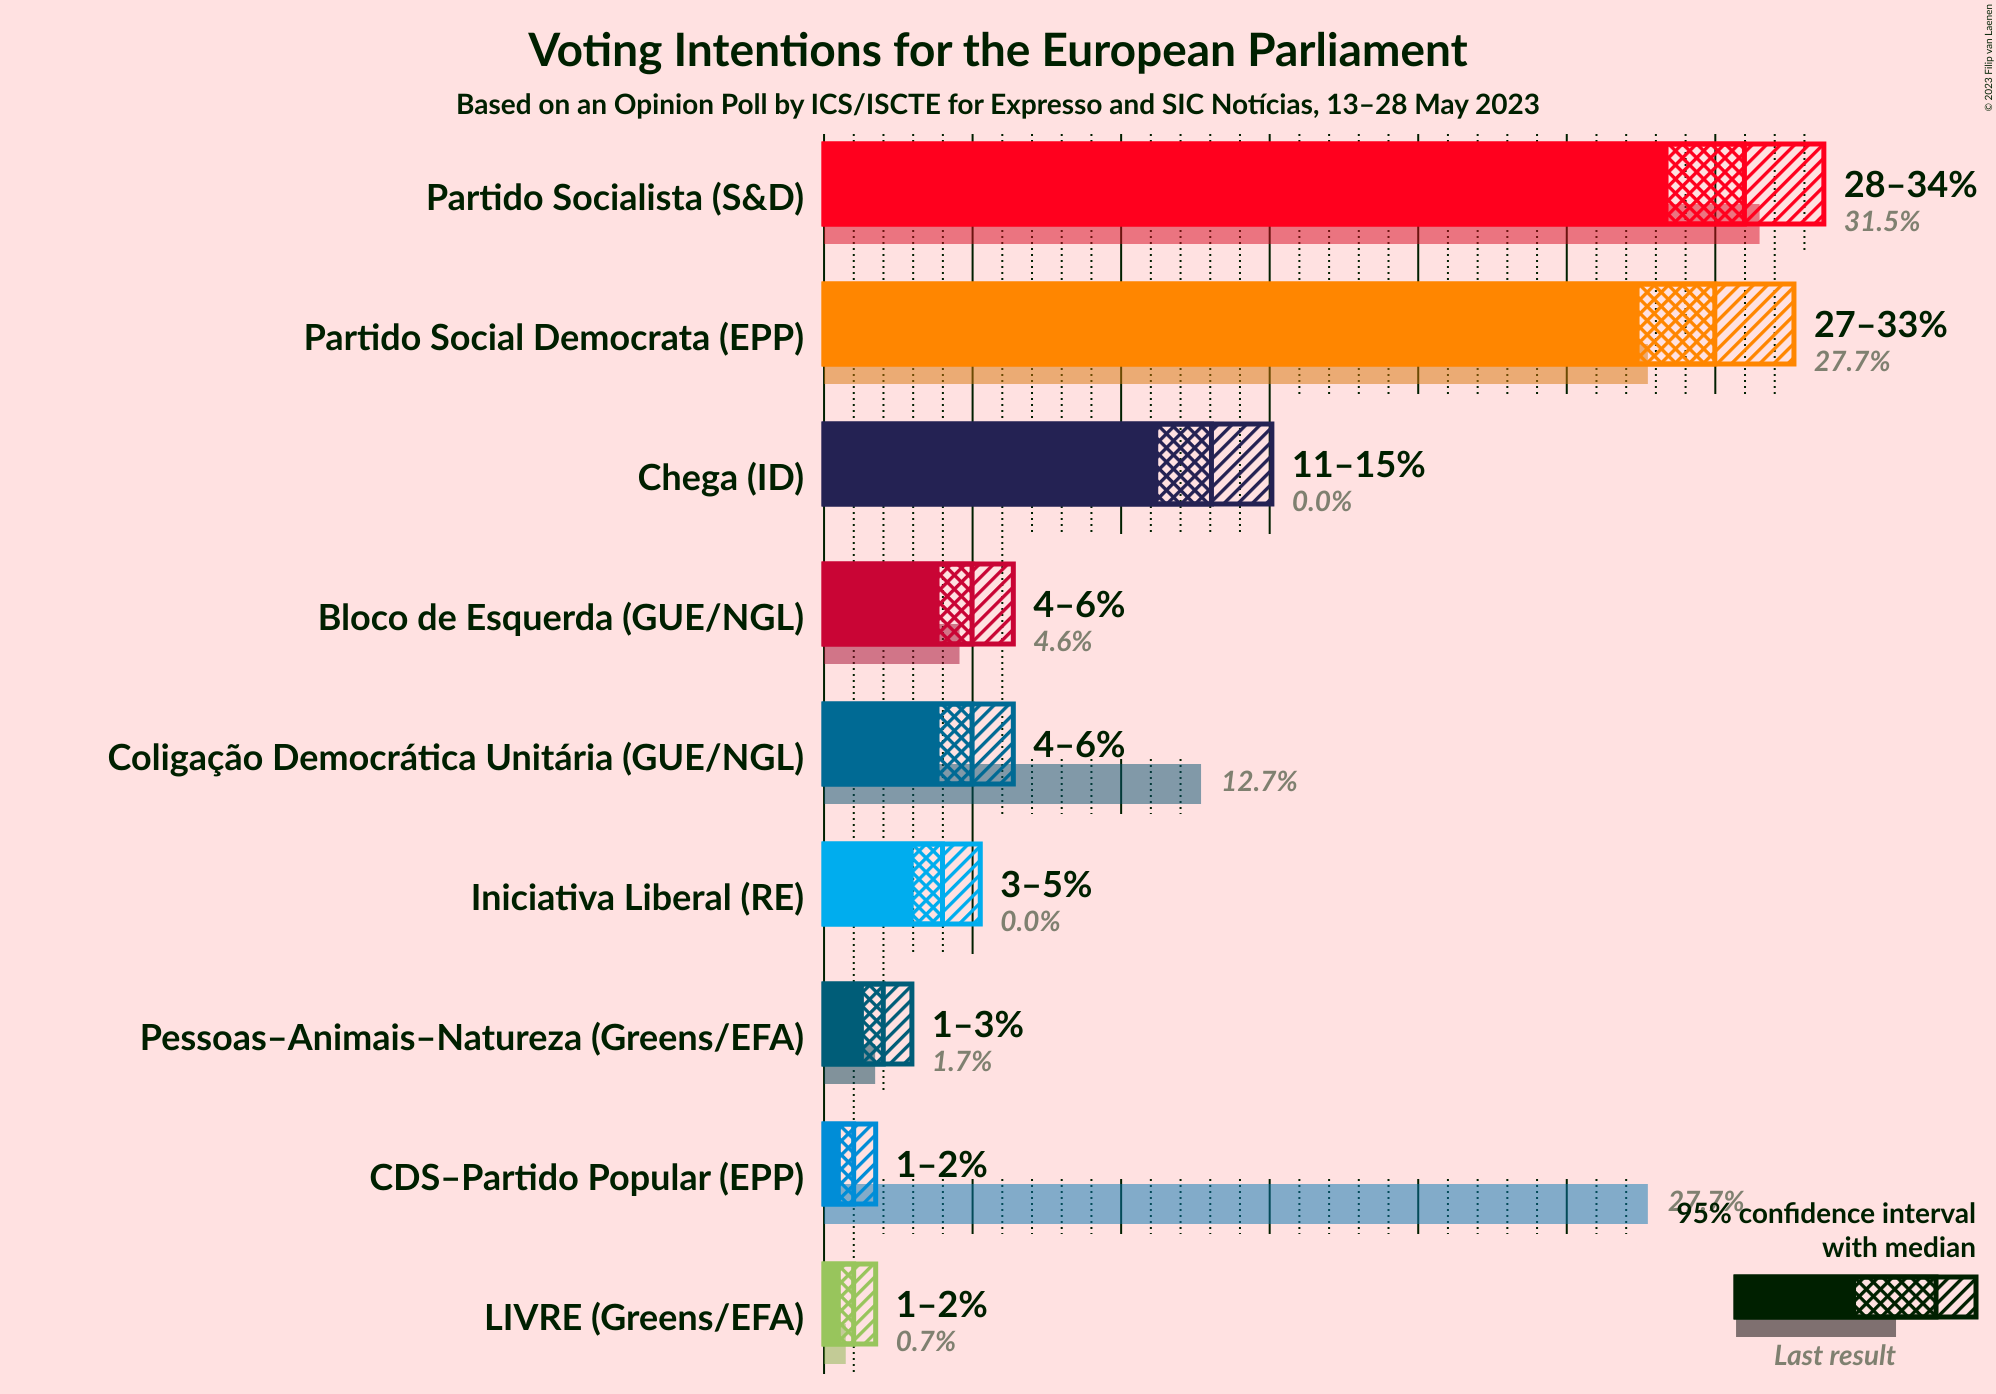 © 2023 Filip van Laenen
Voting Intentions for the European Parliament
Based on an Opinion Poll by ICS/ISCTE for Expresso and SIC Notícias, 13–28 May 2023
Partido Socialista (S&D)
28–34%
31.5%
Partido Social Democrata (EPP)
27–33%
27.7%
Chega (ID)
11–15%
0.0%
Bloco de Esquerda (GUE/NGL)
4–6%
4.6%
Coligação Democrática Unitária (GUE/NGL)
4–6%
12.7%
Iniciativa Liberal (RE)
3–5%
0.0%
Pessoas–Animais–Natureza (Greens/EFA)
1–3%
1.7%
CDS–Partido Popular (EPP)
1–2%
27.7%
LIVRE (Greens/EFA)
1–2%
0.7%
95% confidence interval
with median
Last result